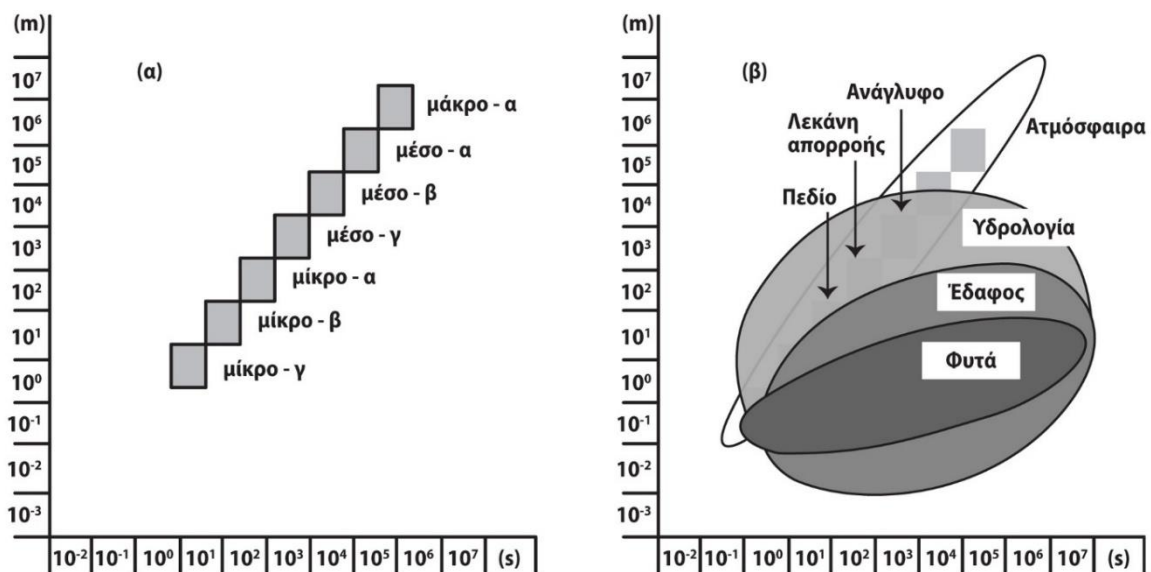 (m)
(α)
10⁷
10⁶
10⁵
10⁴
10³
10²
10¹
10⁰
10⁻¹
10⁻²
10⁻³
μάκρο - α
μέσο - α
μέσο - β
μέσο - γ
μίκρο - α
μίκρο - β
μίκρο - γ
10⁻² 10⁻¹ 10⁰ 10¹ 10² 10³ 10⁴ 10⁵ 10⁶ 10⁷ (s)
(m)
(β)
10⁷
10⁶
10⁵
10⁴
10³
10²
10¹
10⁰
10⁻¹
10⁻²
10⁻³
Ανάγλυφο
Λεκάνη
απορροής
Πεδίο
Ατμόσφαιρα
Υδρολογία
Έδαφος
Φυτά
10⁻² 10⁻¹ 10⁰ 10¹ 10² 10³ 10⁴ 10⁵ 10⁶ 10⁷ (s)